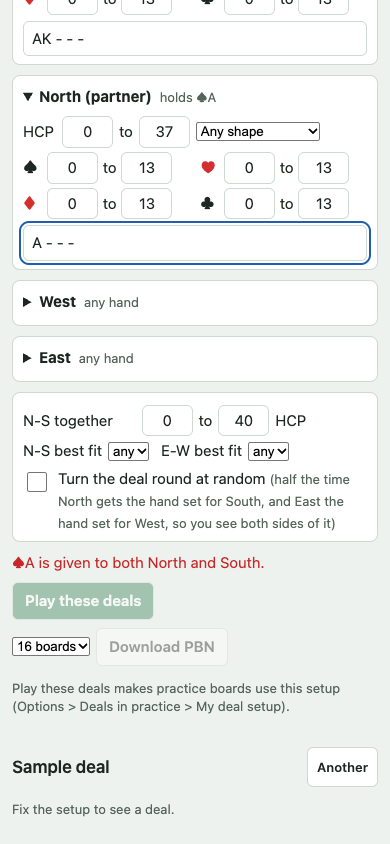 ♦ 0 to 13 ♠ 0 to 13
AK - - -
▼ North (partner) holds ♠A
HCP 0 to 37 Any shape
♠ 0 to 13 ♥ 0 to 13
♦ 0 to 13 ♣ 0 to 13
A - - -
▶ West any hand
▶ East any hand
N-S together 0 to 40 HCP
N-S best fit any E-W best fit any
Turn the deal round at random (half the time
North gets the hand set for South, and East the
hand set for West, so you see both sides of it)
♠A is given to both North and South.
Play these deals
16 boards Download PBN
Play these deals makes practice boards use this setup
(Options > Deals in practice > My deal setup).
Sample deal Another
Fix the setup to see a deal.